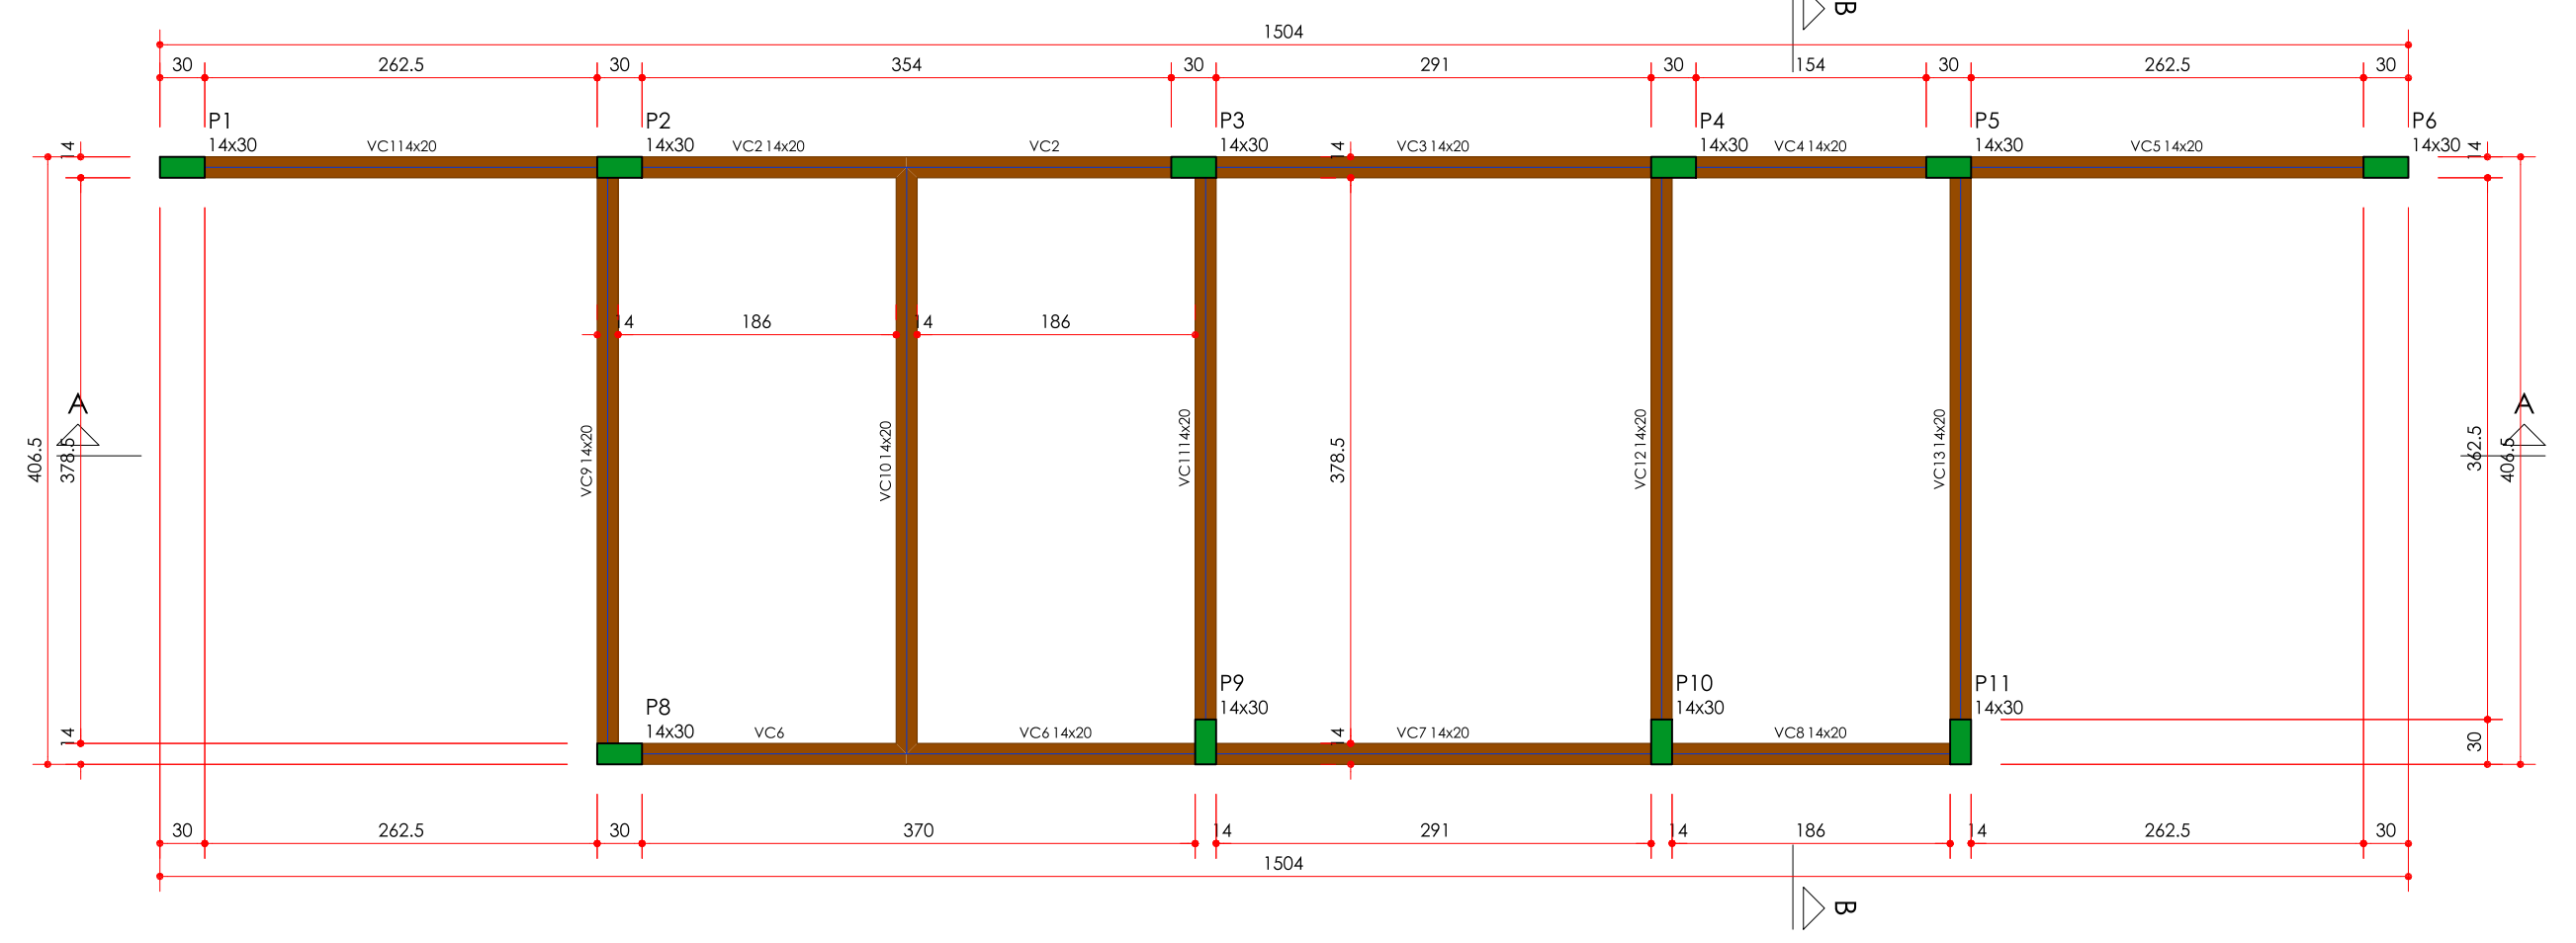 B
1504
30 262.5 30 354 30 291 30 154 30 262.5 30
P1 P2 P3 P4 P5 P6
14x30 14x30 14x30 14x30 14x30 14x30
VC1 14x20 VC2 14x20 VC2 VC3 14x20 VC4 14x20 VC5 14x20
14 14 14
14 186 14 186
A A
406.5 378.5 378.5 362.5 406.5
VC9 14x20 VC10 14x20 VC11 14x20 VC12 14x20 VC13 14x20
P8 P9 P10 P11
14x30 14x30 14x30 14x30
VC6 VC6 14x20 VC7 14x20 VC8 14x20
14 14 30
30 262.5 30 370 14 291 14 186 14 262.5 30
1504
B